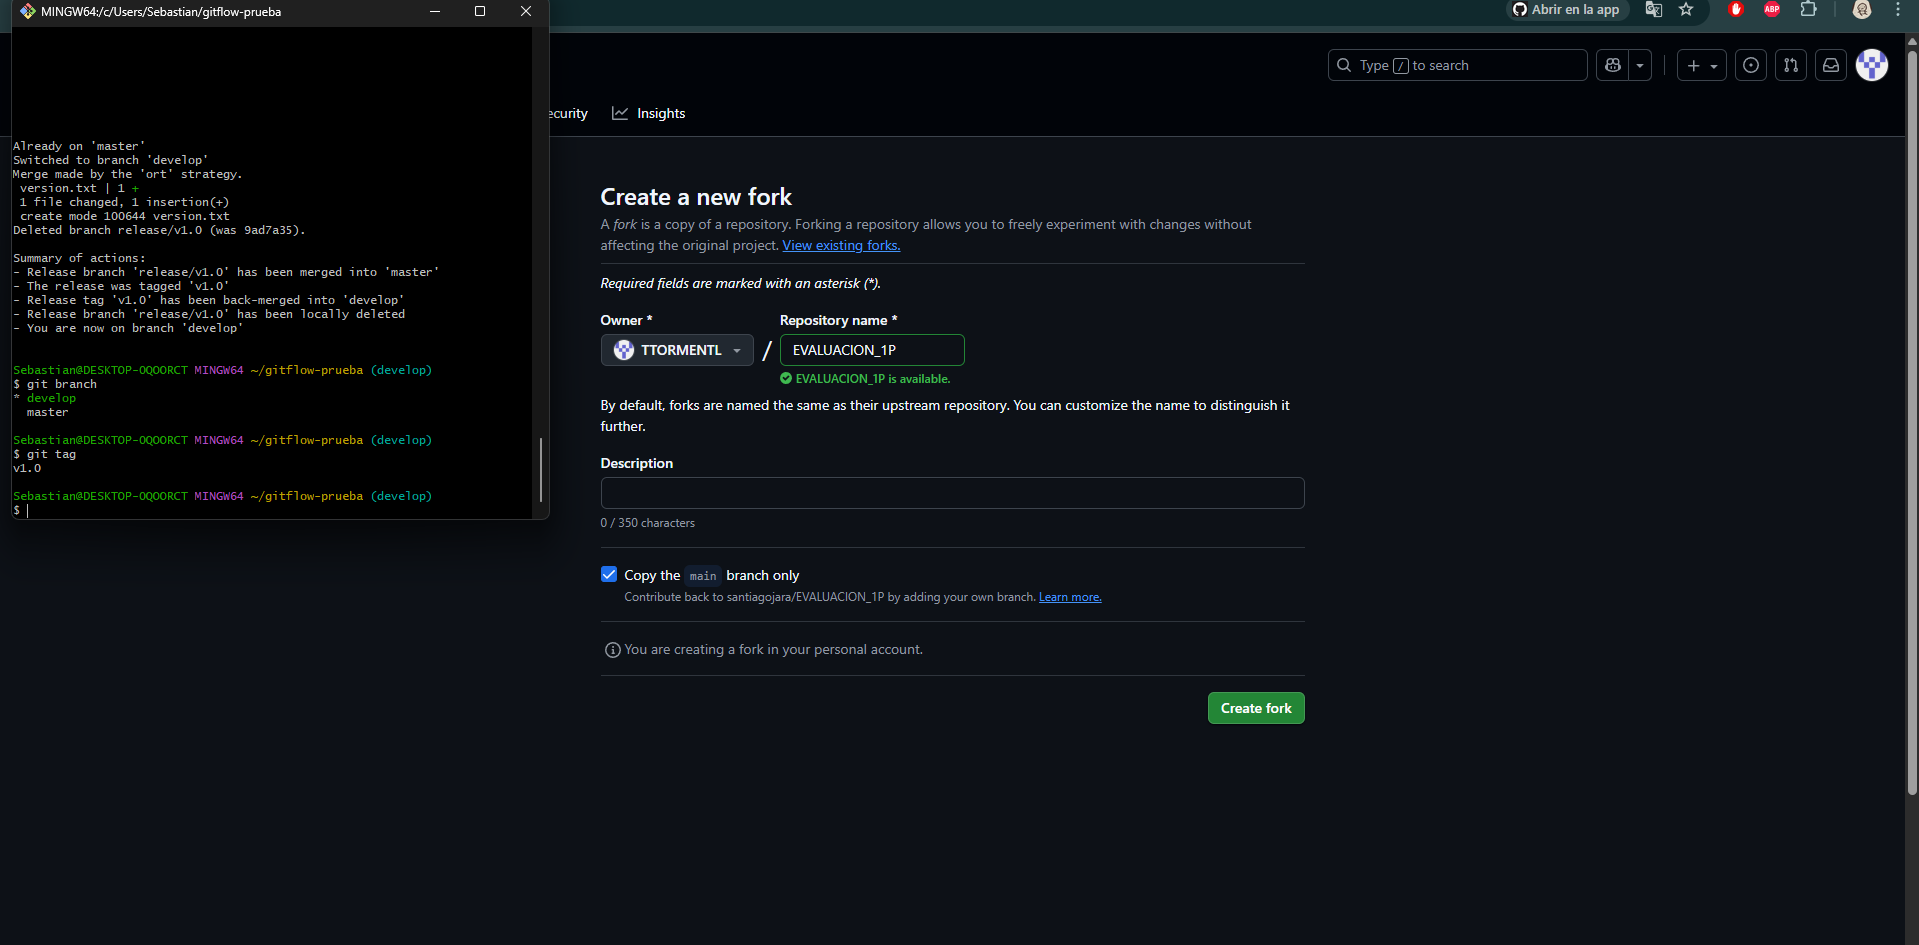 MINGW64:/c/Users/Sebastian/gitflow-prueba
Already on 'master'
Switched to branch 'develop'
Merge made by the 'ort' strategy.
version.txt | 1 +
1 file changed, 1 insertion(+)
create mode 100644 version.txt
Deleted branch release/v1.0 (was 9ad7a35).
Summary of actions:
- Release branch 'release/v1.0' has been merged into 'master'
- The release was tagged 'v1.0'
- Release tag 'v1.0' has been back-merged into 'develop'
- Release branch 'release/v1.0' has been locally deleted
- You are now on branch 'develop'
Sebastian@DESKTOP-OQOORCT MINGW64 ~/gitflow-prueba (develop)
$ git branch
* develop
master
Sebastian@DESKTOP-OQOORCT MINGW64 ~/gitflow-prueba (develop)
$ git tag
v1.0
Sebastian@DESKTOP-OQOORCT MINGW64 ~/gitflow-prueba (develop)
$
Abrir en la app
ABP
Type / to search
ecurity
Insights
Create a new fork
A fork is a copy of a repository. Forking a repository allows you to freely experiment with changes without
affecting the original project. View existing forks.
Required fields are marked with an asterisk (*).
Owner *
Repository name *
TTORMENTL / EVALUACION_1P
EVALUACION_1P is available.
By default, forks are named the same as their upstream repository. You can customize the name to distinguish it
further.
Description
0 / 350 characters
Copy the main branch only
Contribute back to santiagojara/EVALUACION_1P by adding your own branch. Learn more.
You are creating a fork in your personal account.
Create fork